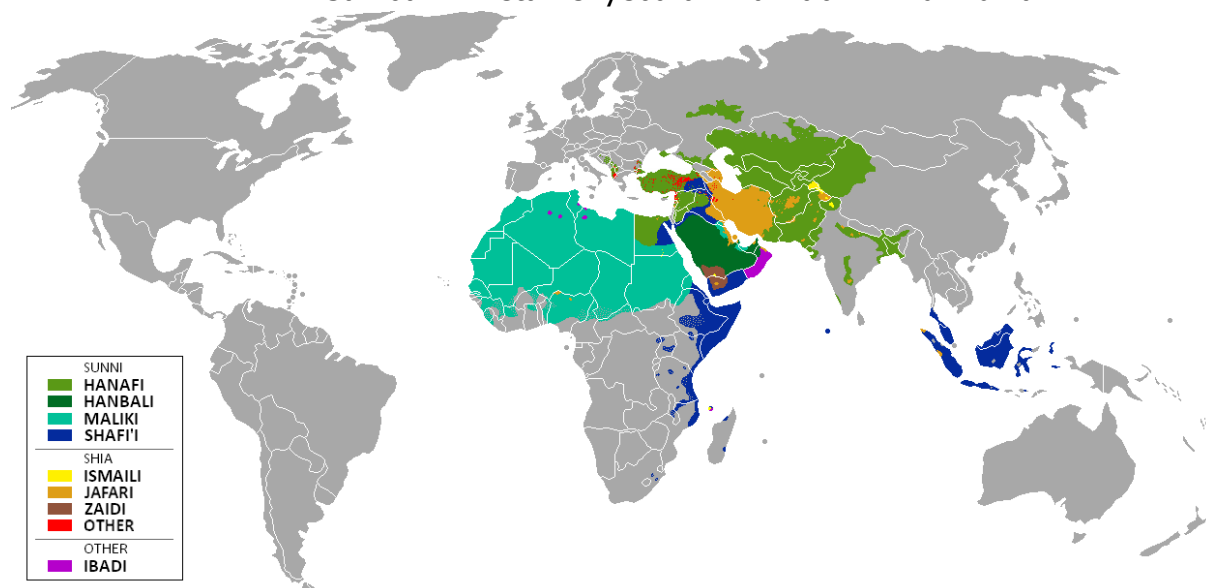 SUNNI
HANAFI
HANBALI
MALIKI
SHAFI'I
SHIA
ISMAILI
JAFARI
ZAIDI
OTHER
OTHER
IBADI